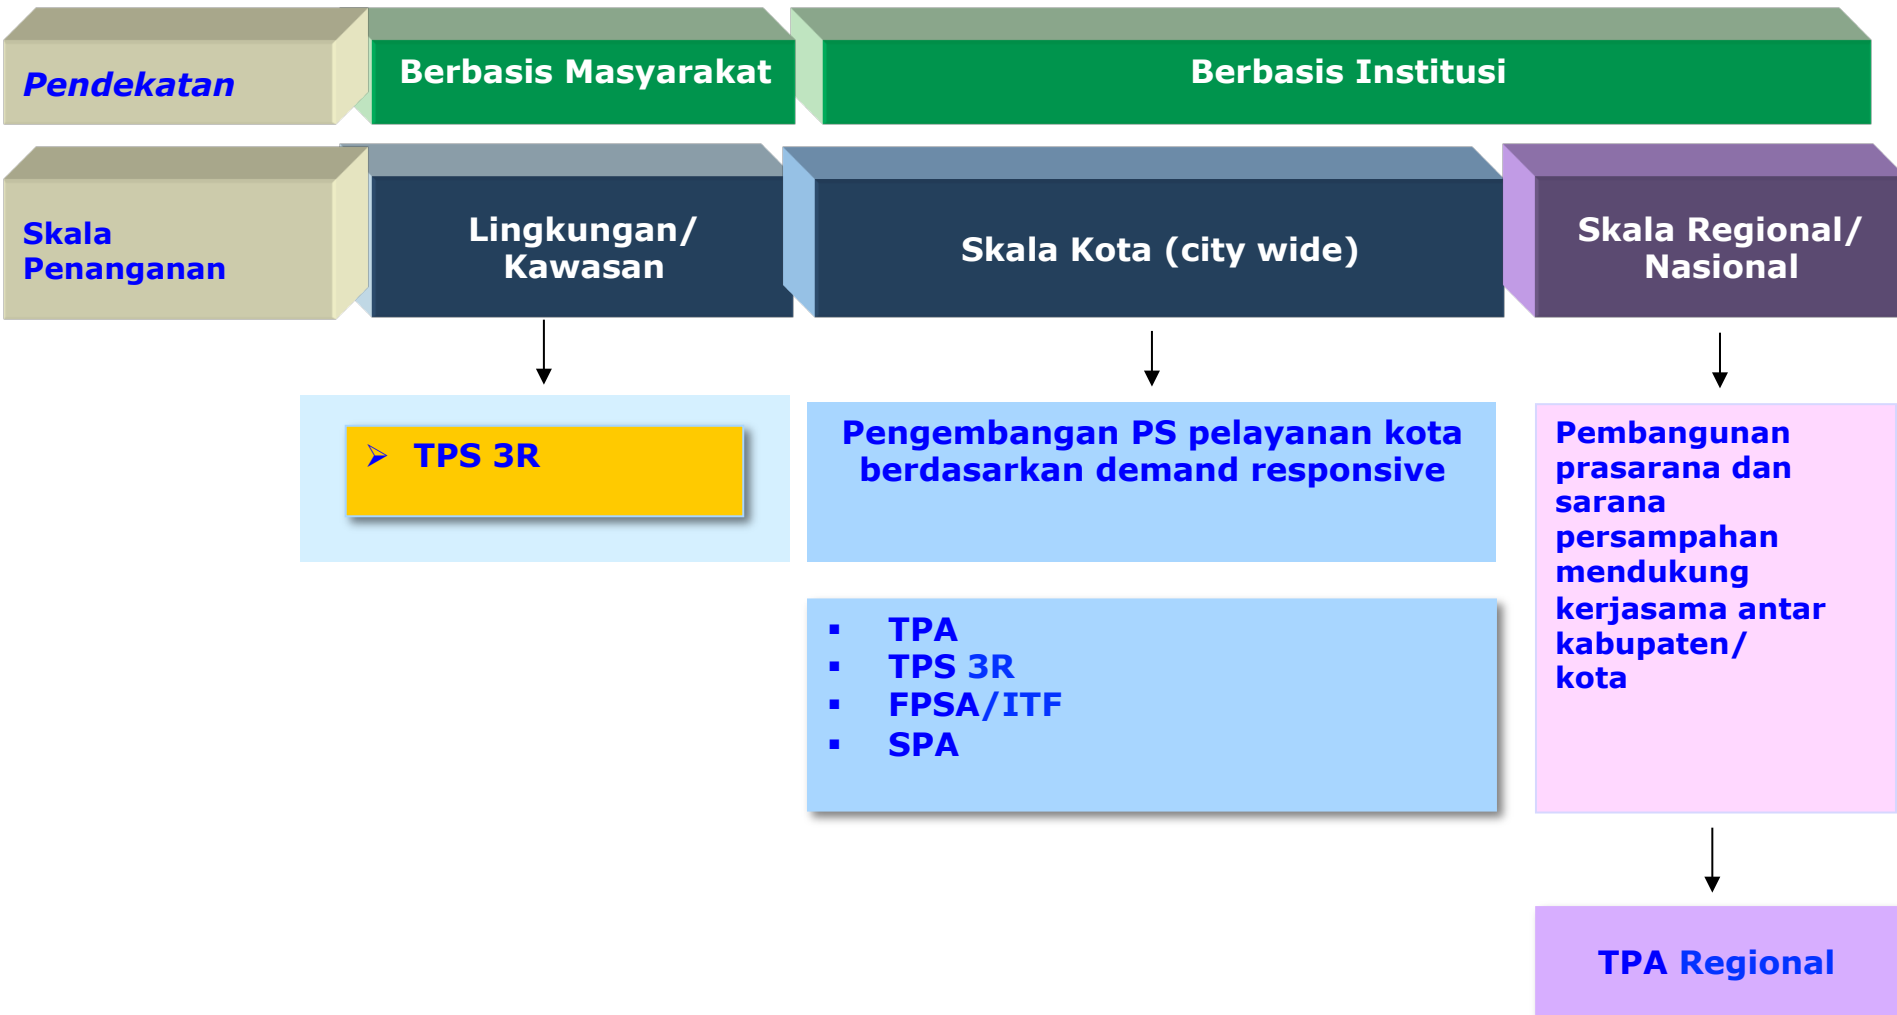 Pendekatan
Berbasis Masyarakat
Berbasis Institusi
Skala
Penanganan
Lingkungan/
Kawasan
Skala Kota (city wide)
Skala Regional/
Nasional
➢ TPS 3R
Pengembangan PS pelayanan kota
berdasarkan demand responsive
▪ TPA
▪ TPS 3R
▪ FPSA/ITF
▪ SPA
Pembangunan
prasarana dan
sarana
persampahan
mendukung
kerjasama antar
kabupaten/
kota
TPA Regional